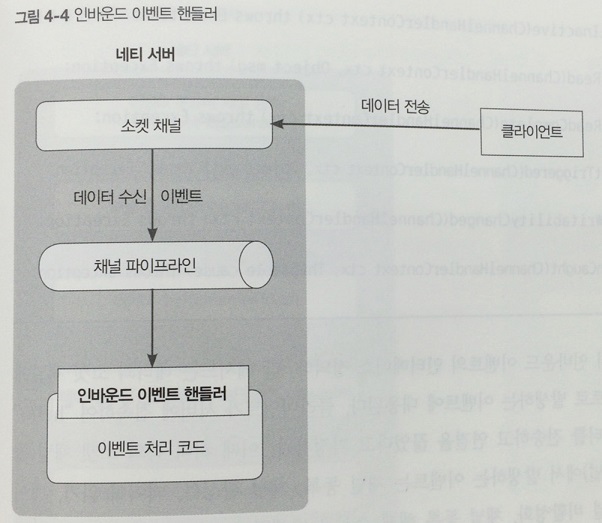 그림 4-4 인바운드 이벤트 핸들러
네티 서버
데이터 전송
소켓 채널
클라이언트
데이터 수신 이벤트
채널 파이프라인
인바운드 이벤트 핸들러
이벤트 처리 코드